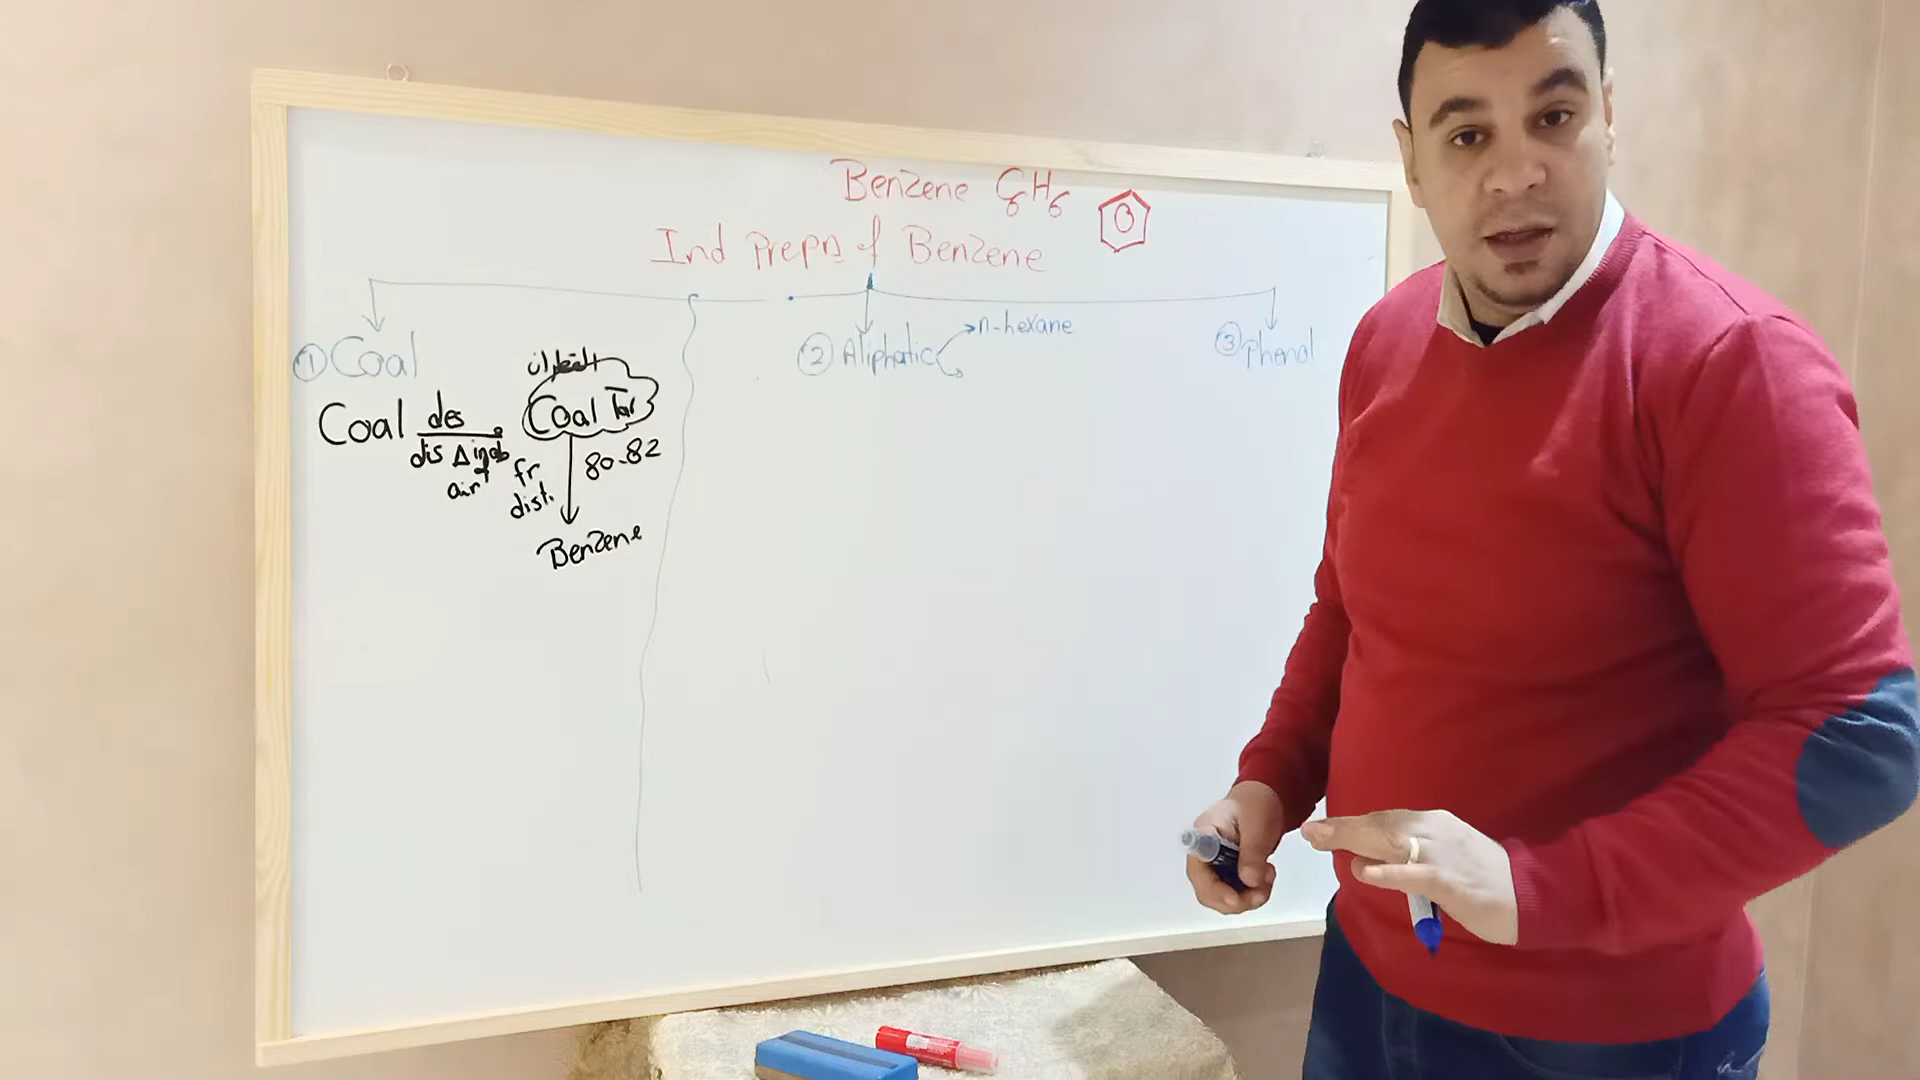 Benzene C6H6
Ind Prepn of Benzene
① Coal
② Aliphatic
n-hexane
③ Phenol
القطران
Coal des Coal Tar
dis Δ in ab
of air
fr dist.
80-82
Benzene